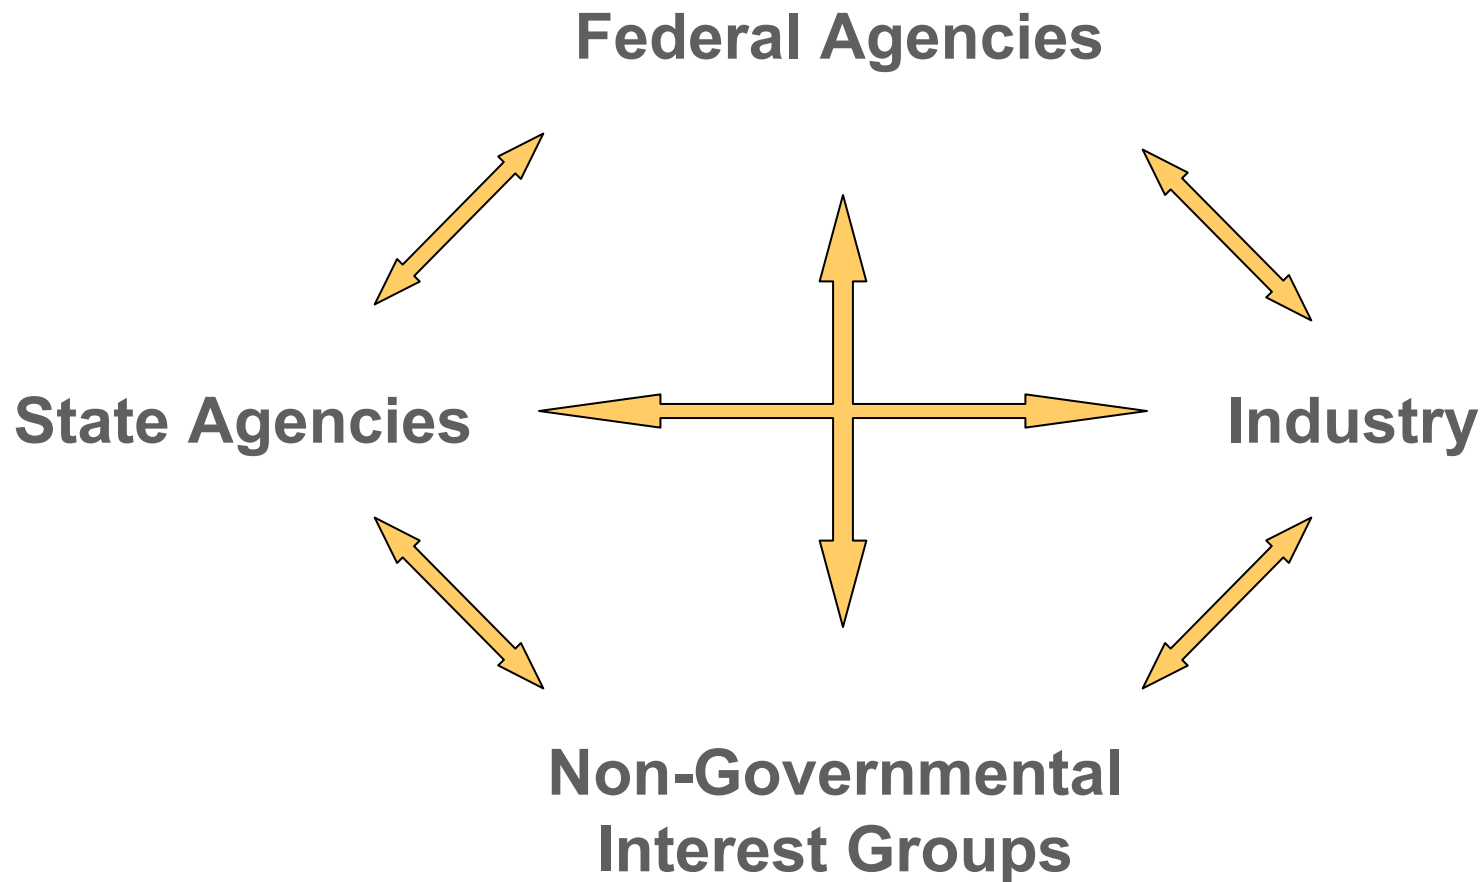 Federal Agencies
State Agencies
Industry
Non-Governmental
Interest Groups